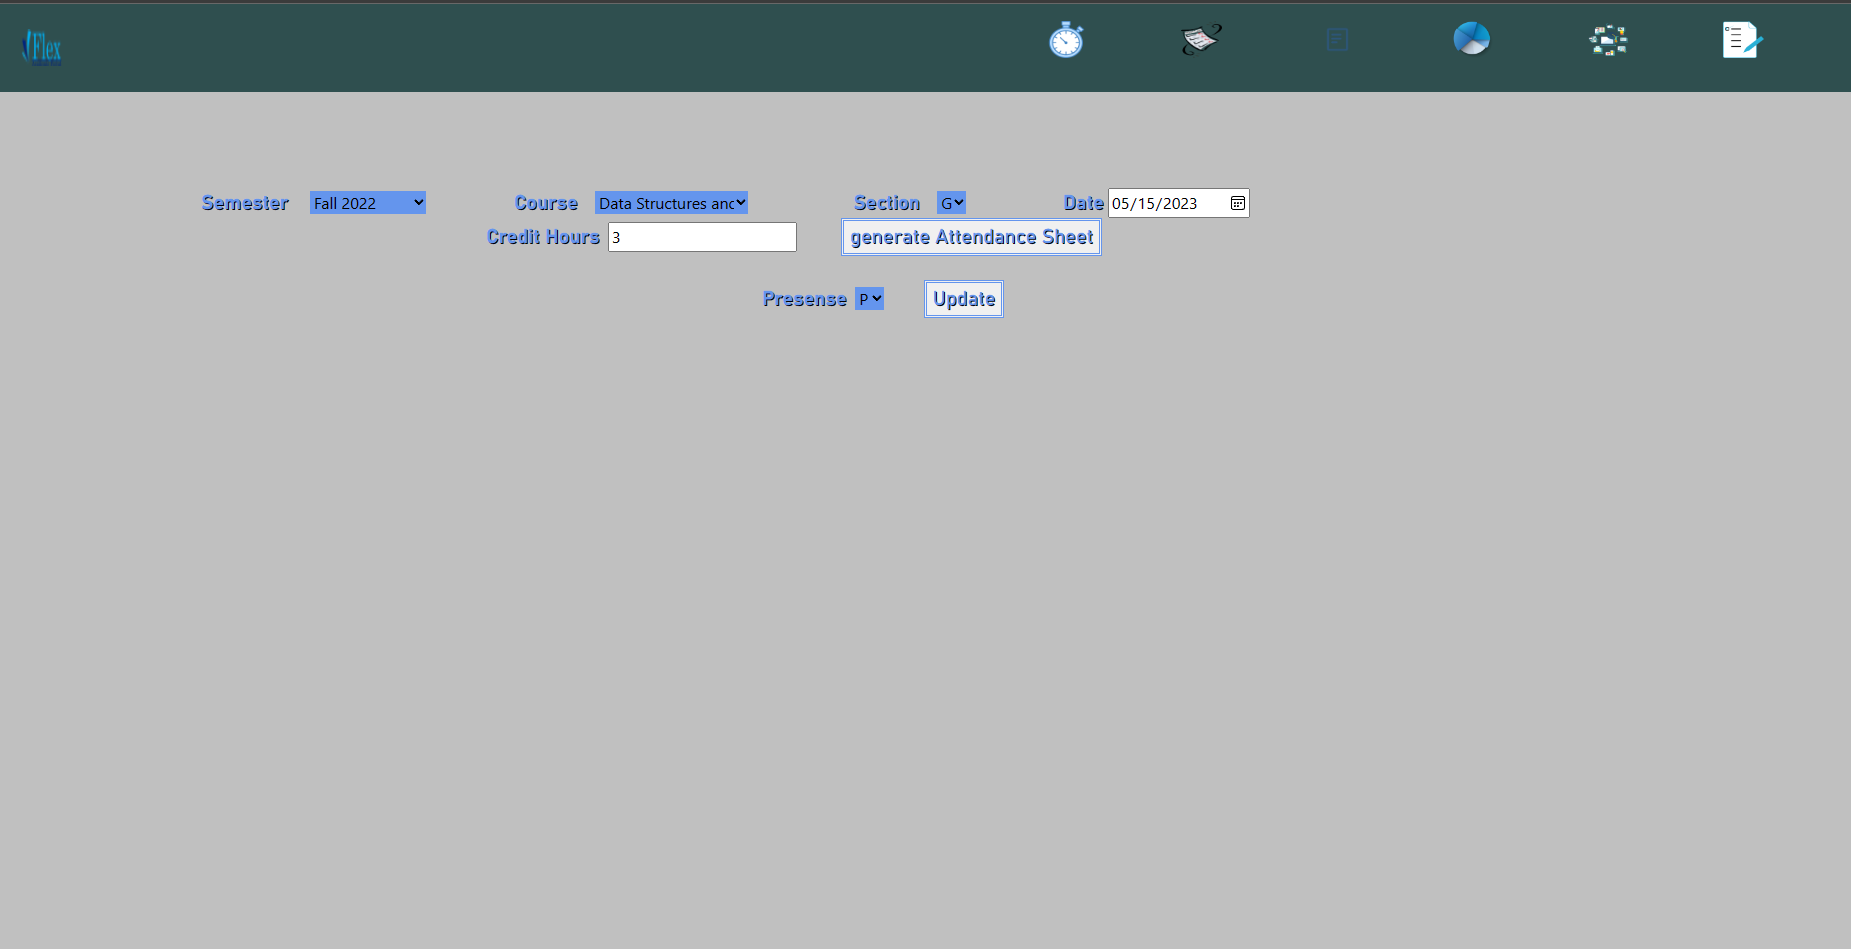 Flex
Semester Fall 2022 Course Data Structures and Section G Date 05/15/2023
Credit Hours 3 generate Attendance Sheet
Presense P Update